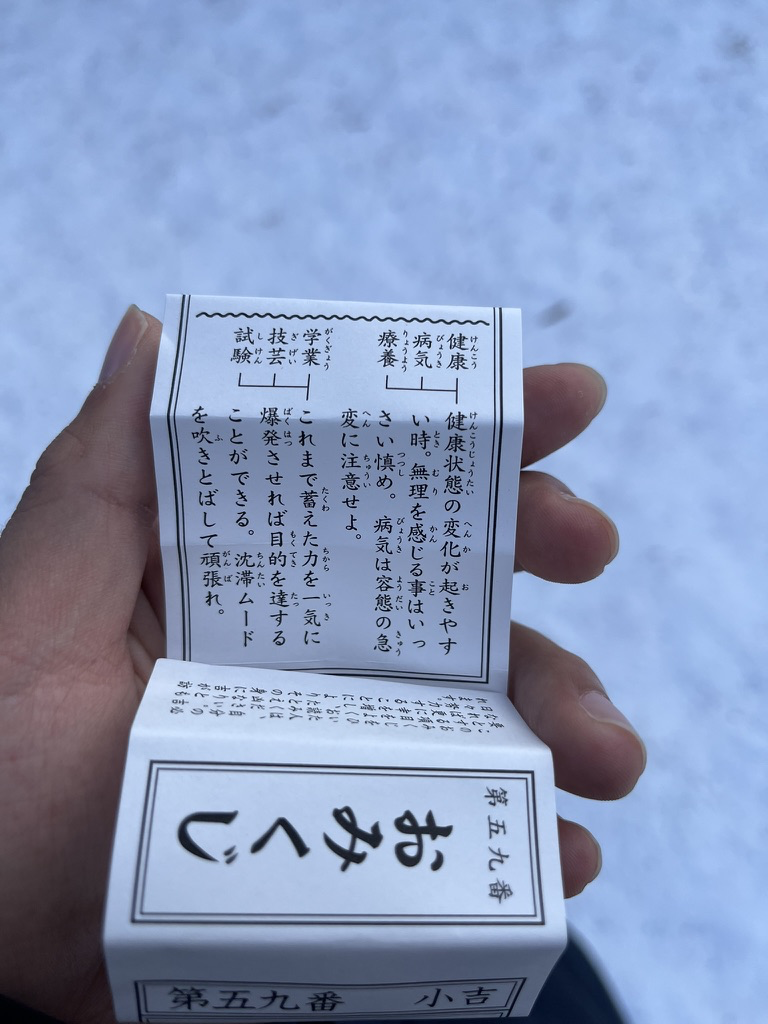 健康
病気
療養
健康状態の変化が起きやす
い時。無理を感じる事はいっ
さい慎め。 病気は容態の急
変に注意せよ。
学業
技芸
試験
これまで蓄えた力を一気に
爆発させれば目的を達する
ことができる。沈滞ムード
を吹きとばして頑張れ。
第五九番
おみくじ
第五九番 小吉